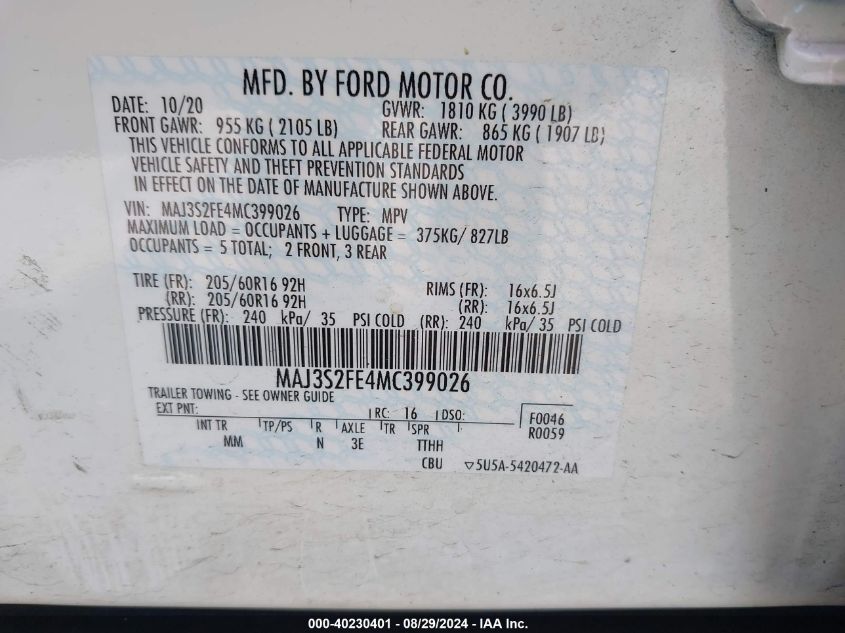 MFD. BY FORD MOTOR CO.
DATE: 10/20 GVWR: 1810 KG ( 3990 LB)
FRONT GAWR: 955 KG ( 2105 LB) REAR GAWR: 865 KG ( 1907 LB)
THIS VEHICLE CONFORMS TO ALL APPLICABLE FEDERAL MOTOR
VEHICLE SAFETY AND THEFT PREVENTION STANDARDS
IN EFFECT ON THE DATE OF MANUFACTURE SHOWN ABOVE.
VIN: MAJ3S2FE4MC399026 TYPE: MPV
MAXIMUM LOAD = OCCUPANTS + LUGGAGE = 375KG/ 827LB
OCCUPANTS = 5 TOTAL; 2 FRONT, 3 REAR
TIRE (FR): 205/60R16 92H RIMS (FR): 16x6.5J
(RR): 205/60R16 92H (RR): 16x6.5J
PRESSURE (FR): 240 kPa/ 35 PSI COLD (RR): 240 kPa/ 35 PSI COLD
MAJ3S2FE4MC399026
TRAILER TOWING - SEE OWNER GUIDE
EXT PNT: RC: 16 DSO: F0046
INT TR TP/PS R AXLE TR SPR R0059
MM N 3E TTHH
CBU ▽5U5A-5420472-AA
000-40230401 - 08/29/2024 - IAA Inc.